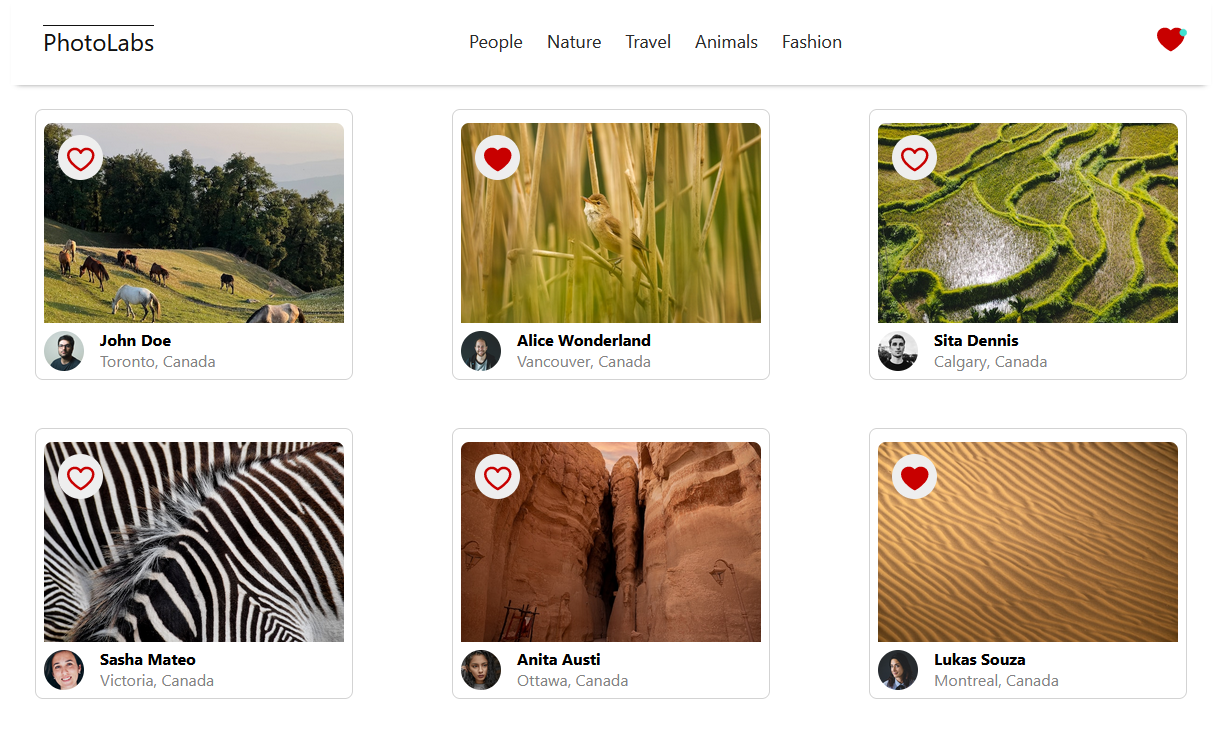 PhotoLabs
People Nature Travel Animals Fashion
John Doe
Toronto, Canada
Alice Wonderland
Vancouver, Canada
Sita Dennis
Calgary, Canada
Sasha Mateo
Victoria, Canada
Anita Austi
Ottawa, Canada
Lukas Souza
Montreal, Canada